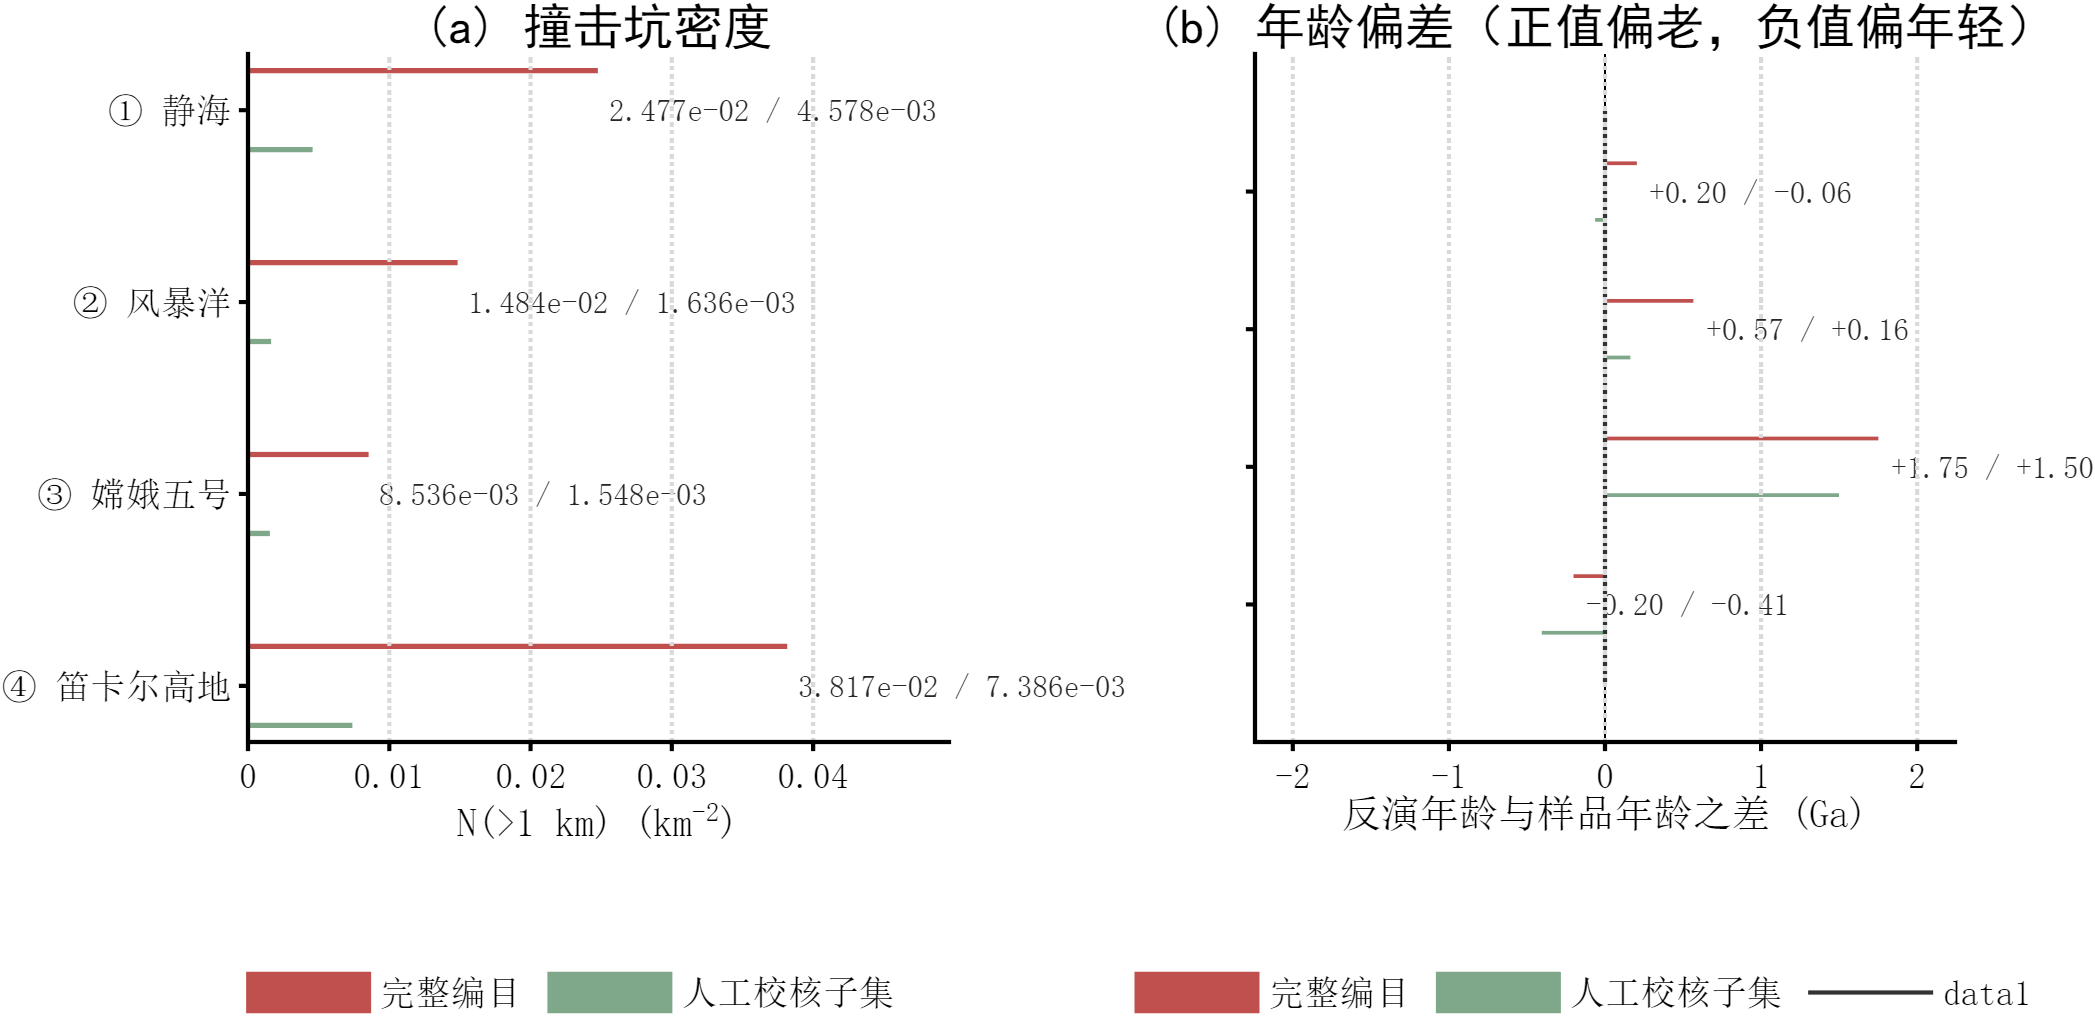 (a) 撞击坑密度
① 静海
2.477e-02 / 4.578e-03
② 风暴洋
1.484e-02 / 1.636e-03
③ 嫦娥五号
8.536e-03 / 1.548e-03
④ 笛卡尔高地
3.817e-02 / 7.386e-03
0 0.01 0.02 0.03 0.04
N(>1 km) (km⁻²)
完整编目 人工校核子集
(b) 年龄偏差（正值偏老，负值偏年轻）
+0.20 / -0.06
+0.57 / +0.16
+1.75 / +1.50
-0.20 / -0.41
-2 -1 0 1 2
反演年龄与样品年龄之差 (Ga)
完整编目 人工校核子集 data1